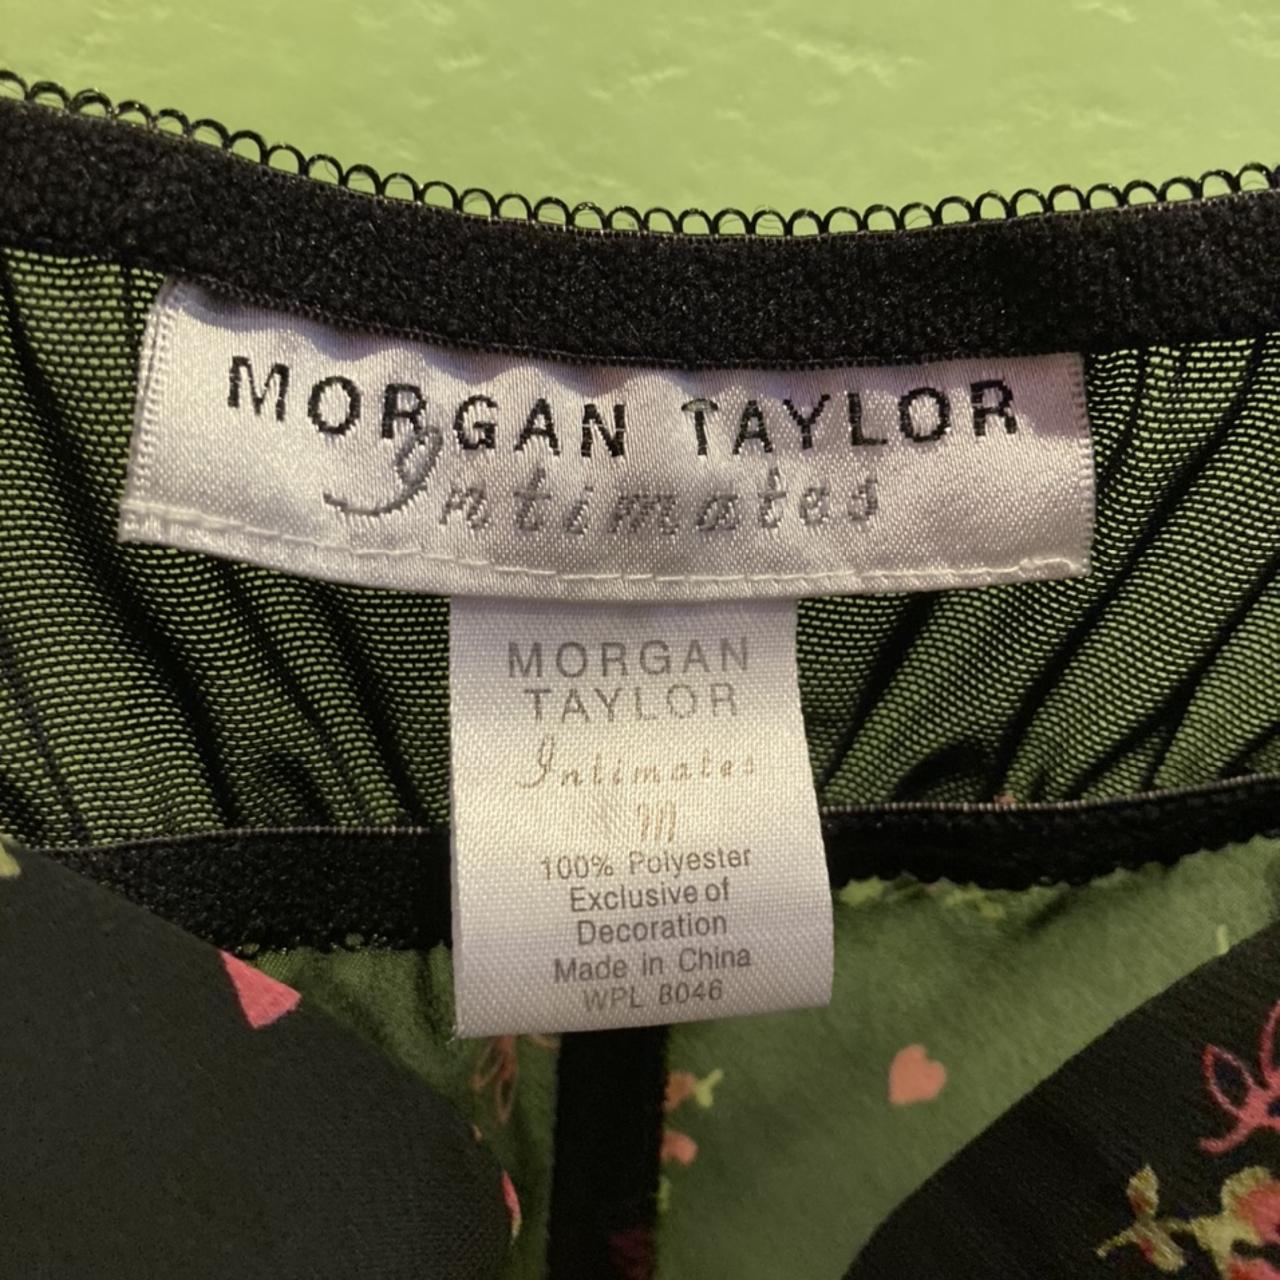 MORGAN TAYLOR
Intimates
MORGAN
TAYLOR
Intimates
M
100% Polyester
Exclusive of
Decoration
Made in China
WPL 8046